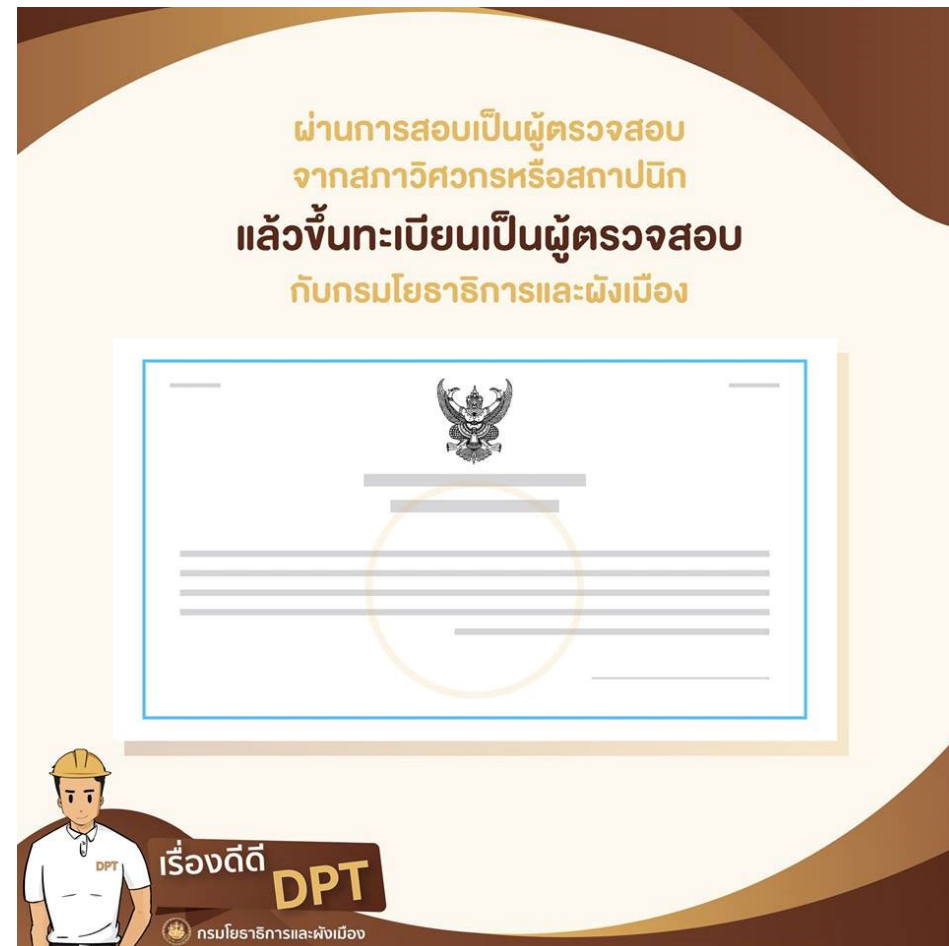 ผ่านการสอบเป็นผู้ตรวจสอบ
จากสภาวิศวกรหรือสถาปนิก
แล้วขึ้นทะเบียนเป็นผู้ตรวจสอบ
กับกรมโยธาธิการและผังเมือง
DPT
เรื่องดีดี
DPT
กรมโยธาธิการและผังเมือง